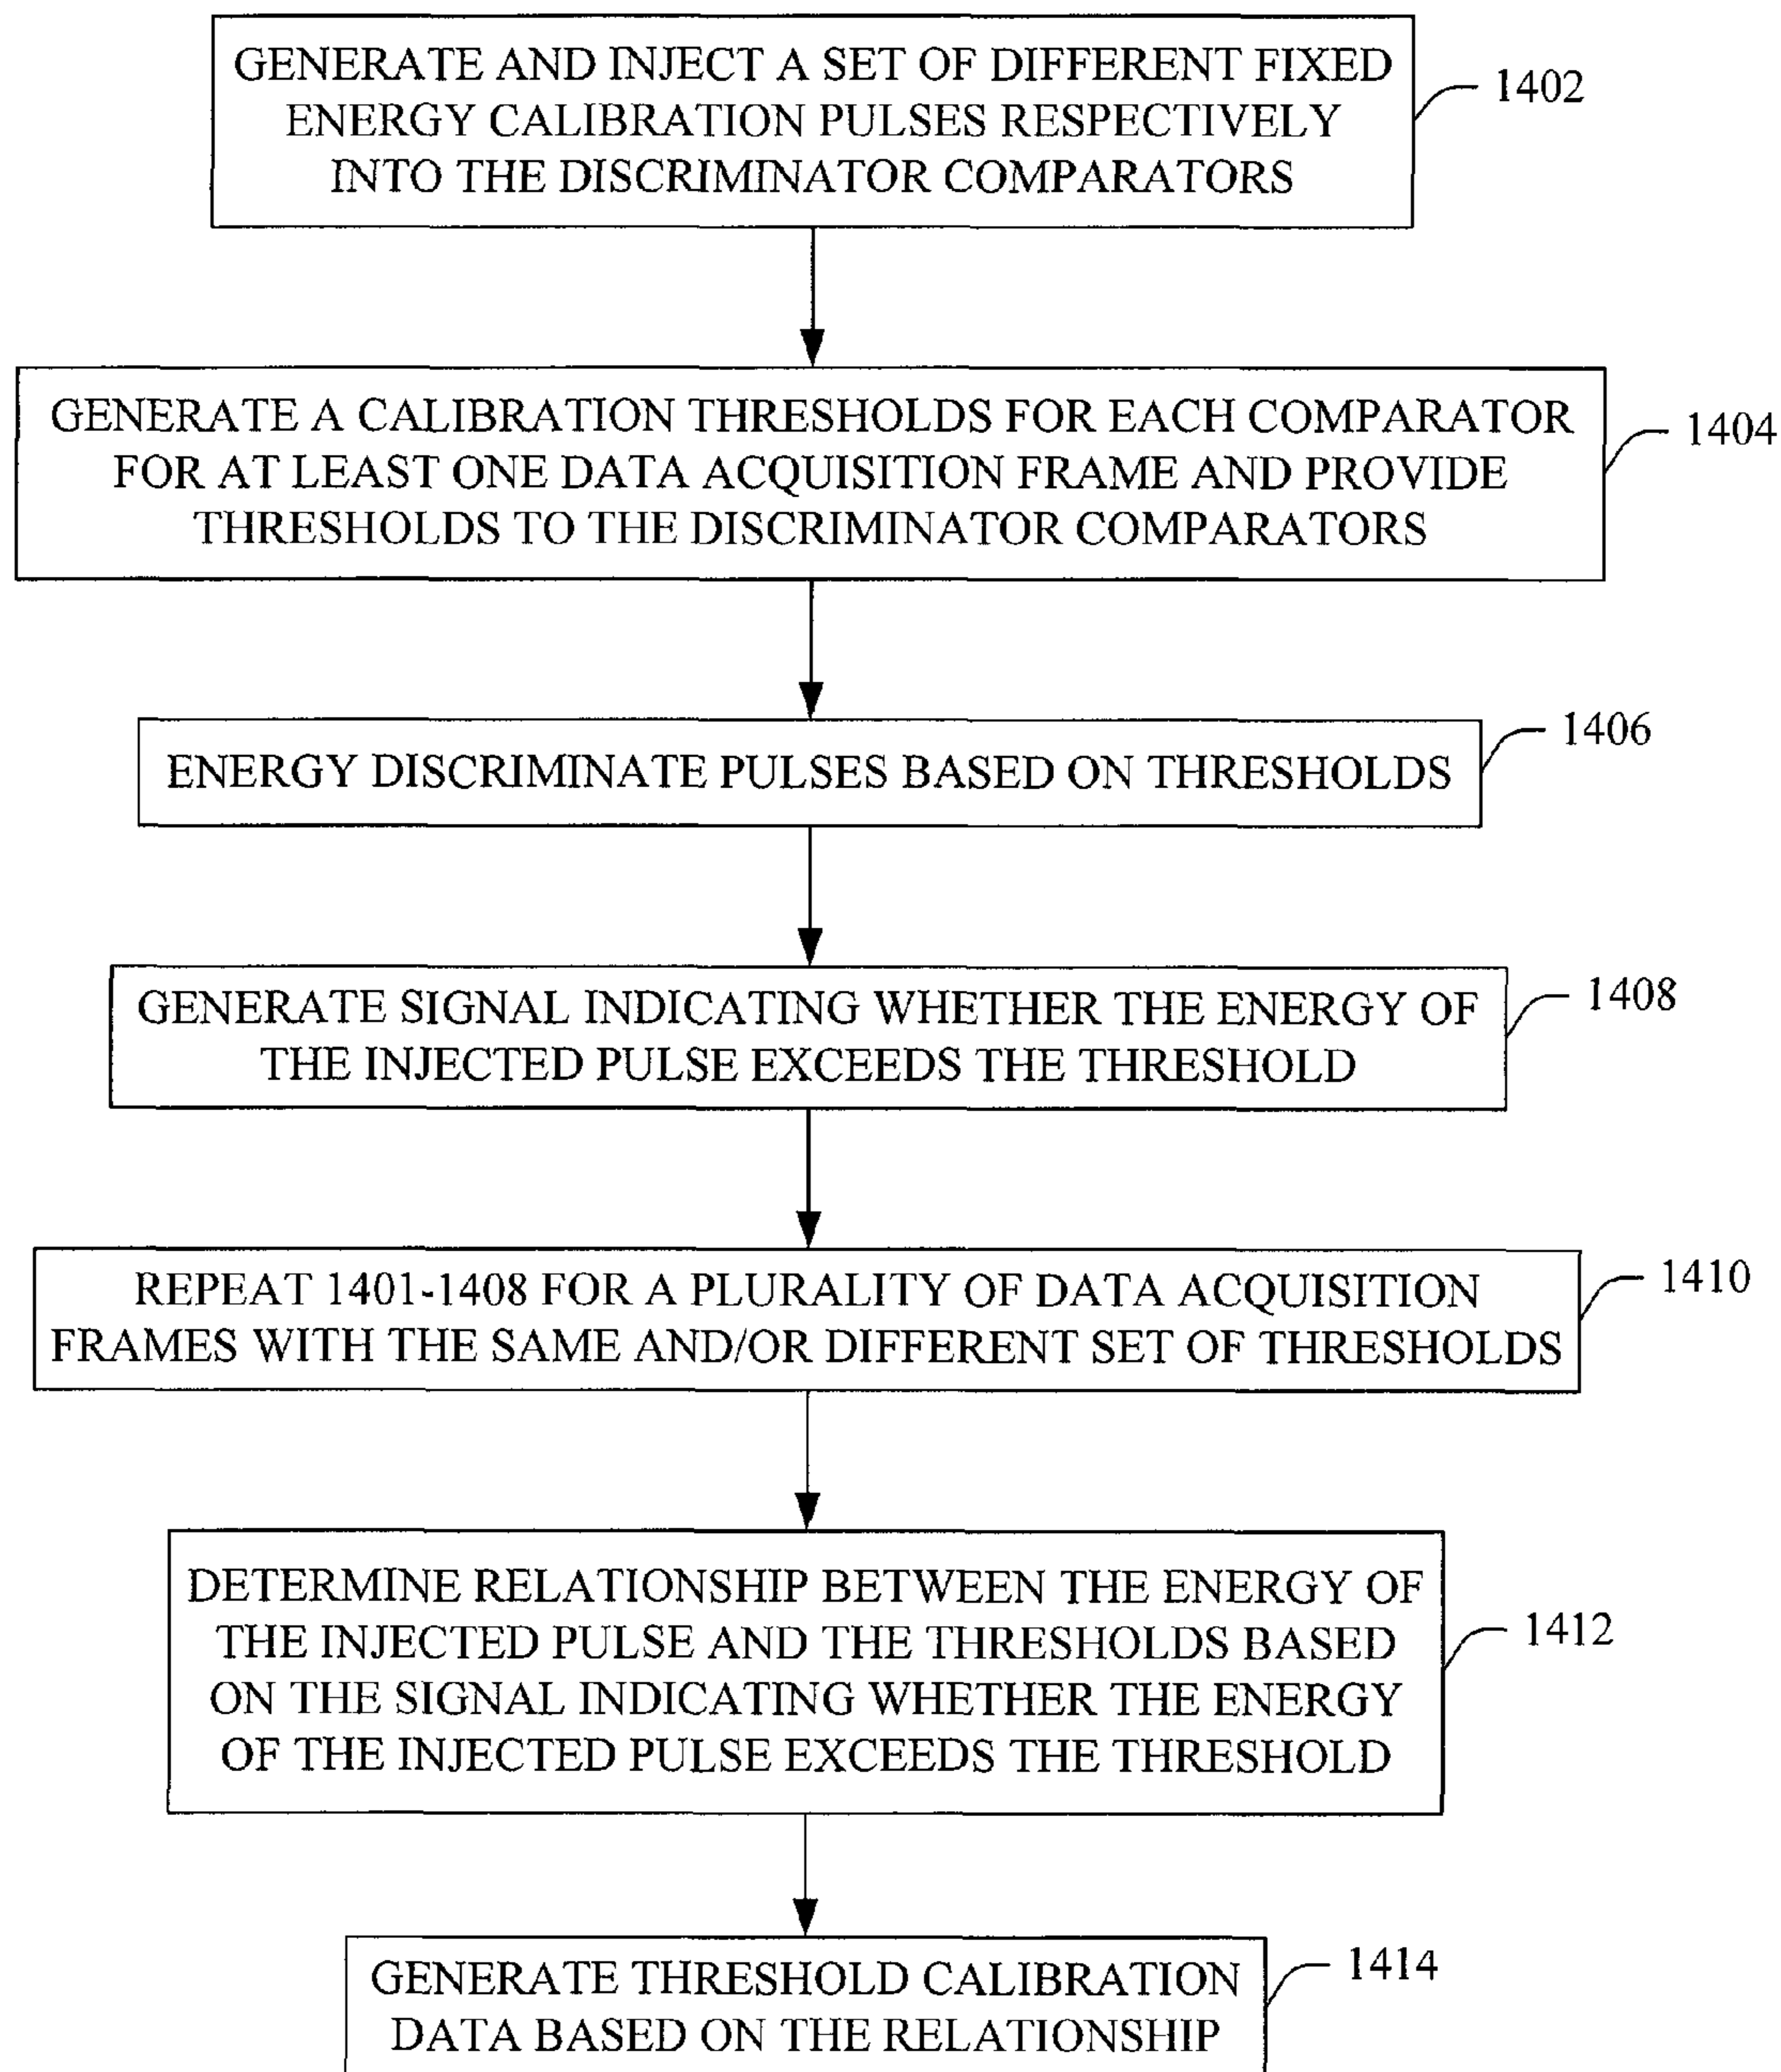 GENERATE AND INJECT A SET OF DIFFERENT FIXED
ENERGY CALIBRATION PULSES RESPECTIVELY
INTO THE DISCRIMINATOR COMPARATORS
1402
GENERATE A CALIBRATION THRESHOLDS FOR EACH COMPARATOR
FOR AT LEAST ONE DATA ACQUISITION FRAME AND PROVIDE
THRESHOLDS TO THE DISCRIMINATOR COMPARATORS
1404
ENERGY DISCRIMINATE PULSES BASED ON THRESHOLDS
1406
GENERATE SIGNAL INDICATING WHETHER THE ENERGY OF
THE INJECTED PULSE EXCEEDS THE THRESHOLD
1408
REPEAT 1401-1408 FOR A PLURALITY OF DATA ACQUISITION
FRAMES WITH THE SAME AND/OR DIFFERENT SET OF THRESHOLDS
1410
DETERMINE RELATIONSHIP BETWEEN THE ENERGY OF
THE INJECTED PULSE AND THE THRESHOLDS BASED
ON THE SIGNAL INDICATING WHETHER THE ENERGY
OF THE INJECTED PULSE EXCEEDS THE THRESHOLD
1412
GENERATE THRESHOLD CALIBRATION
DATA BASED ON THE RELATIONSHIP
1414